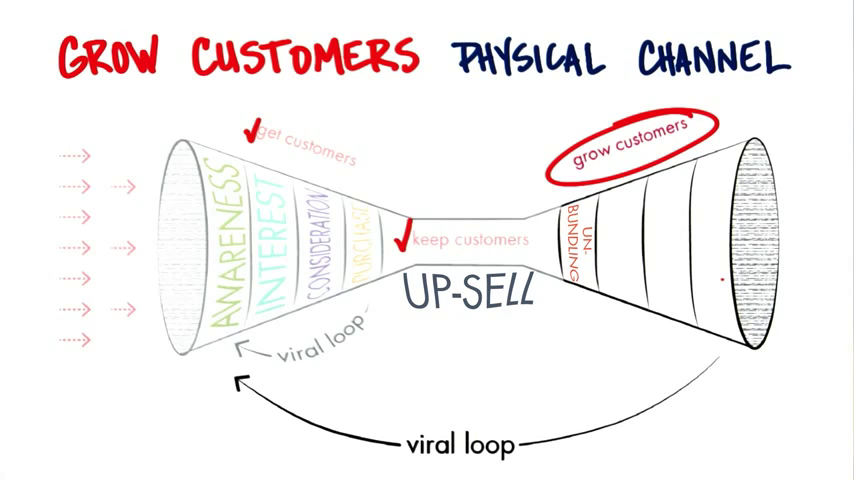 GROW CUSTOMERS PHYSICAL CHANNEL
get customers
grow customers
AWARENESS
INTEREST
CONSIDERATION
PURCHASE
keep customers
UN-
BUNDLING
UP-SELL
viral loop
viral loop